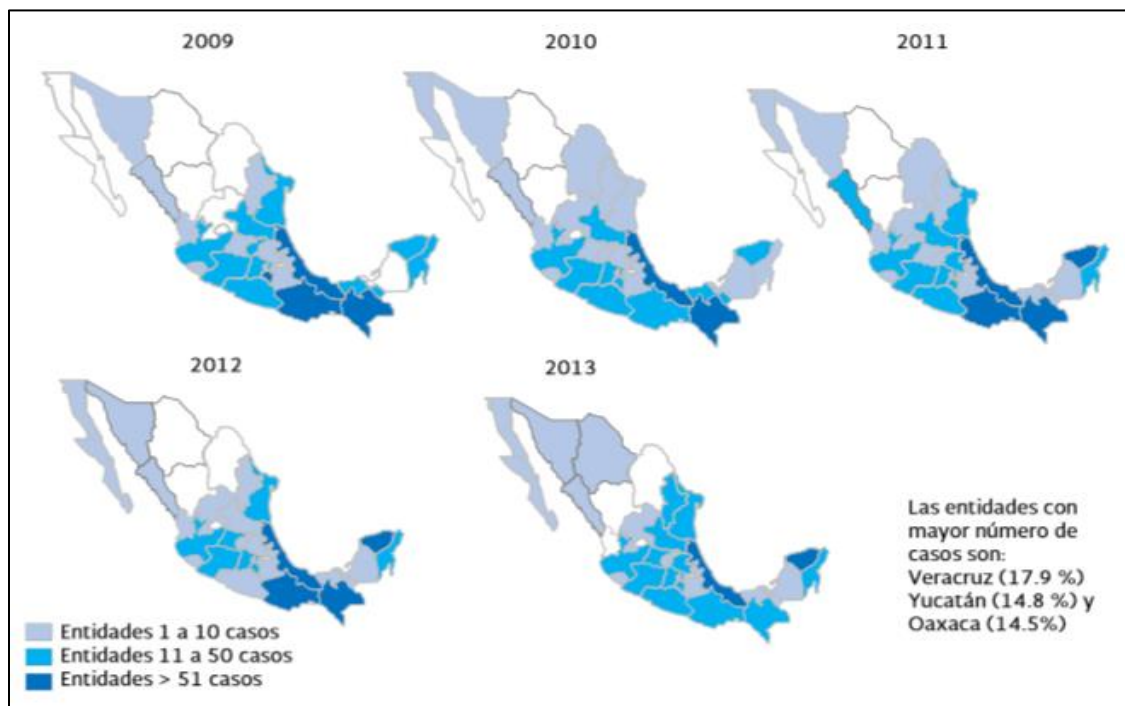 2009
2010
2011
2012
2013
Las entidades con
mayor número de
casos son:
Veracruz (17.9 %)
Yucatán (14.8 %) y
Oaxaca (14.5%)
Entidades 1 a 10 casos
Entidades 11 a 50 casos
Entidades > 51 casos